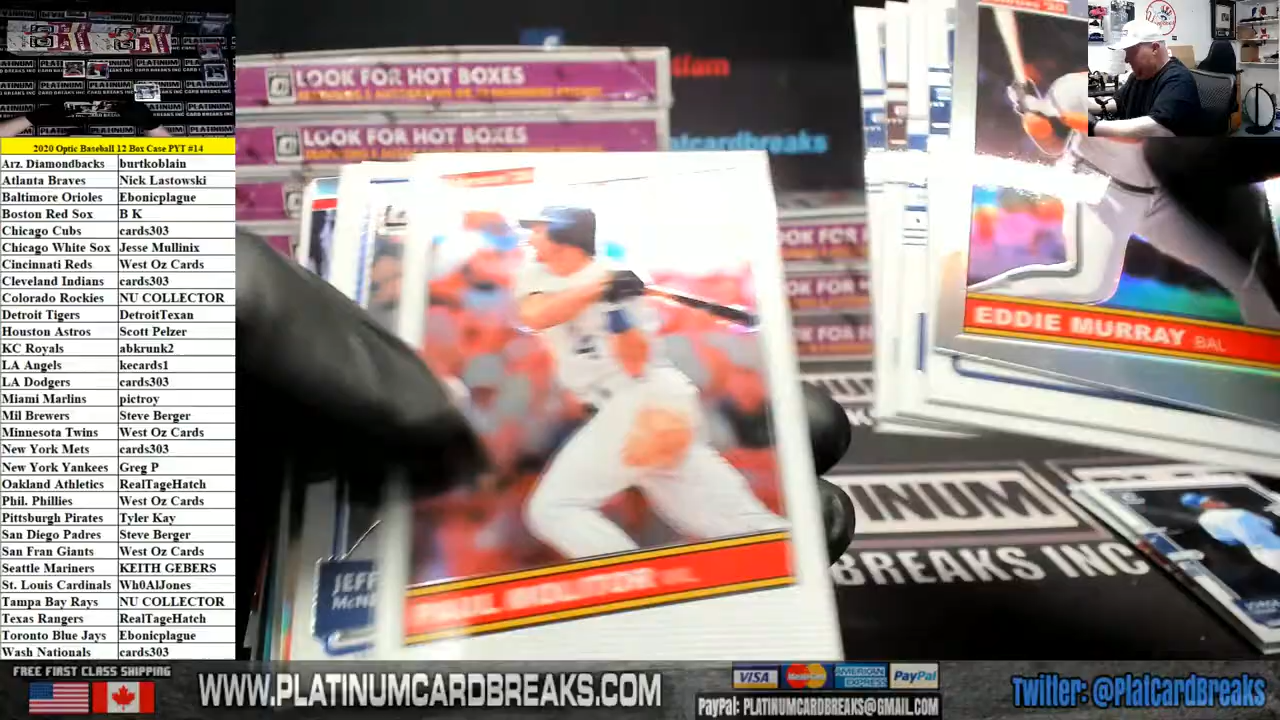 2020 Optic Baseball 12 Box Case PYT #14
Arz. Diamondbacks burtkoblain
Atlanta Braves Nick Lastowski
Baltimore Orioles Ebonicplague
Boston Red Sox B K
Chicago Cubs cards303
Chicago White Sox Jesse Mullinix
Cincinnati Reds West Oz Cards
Cleveland Indians cards303
Colorado Rockies NU COLLECTOR
Detroit Tigers DetroitTexan
Houston Astros Scott Pelzer
KC Royals abkrunk2
LA Angels kecards1
LA Dodgers cards303
Miami Marlins pictroy
Mil Brewers Steve Berger
Minnesota Twins West Oz Cards
New York Mets cards303
New York Yankees Greg P
Oakland Athletics RealTageHatch
Phil. Phillies West Oz Cards
Pittsburgh Pirates Tyler Kay
San Diego Padres Steve Berger
San Fran Giants West Oz Cards
Seattle Mariners KEITH GEBERS
St. Louis Cardinals Wh0AlJones
Tampa Bay Rays NU COLLECTOR
Texas Rangers RealTageHatch
Toronto Blue Jays Ebonicplague
Wash Nationals cards303
LOOK FOR HOT BOXES
LOOK FOR HOT BOXES
atcardbreaks
EDDIE MURRAY BAL
PAUL MOLITOR MIL
JEFF
McN
INUM
BREAKS INC
FREE FIRST CLASS SHIPPING
WWW.PLATINUMCARDBREAKS.COM
VISA MasterCard AMERICAN EXPRESS PayPal
PayPal: PLATINUMCARDBREAKS@GMAIL.COM
Twitter: @PlatCardBreaks